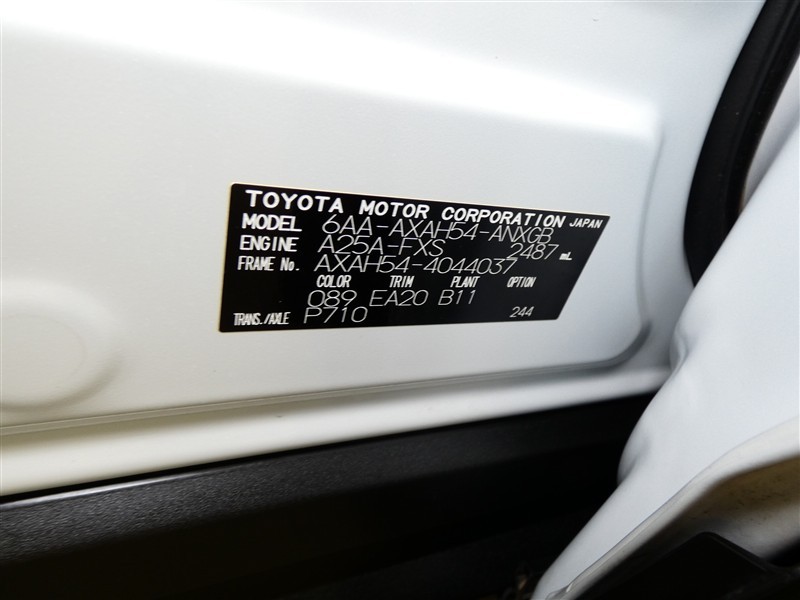 TOYOTA MOTOR CORPORATION JAPAN
MODEL 6AA-AXAH54-ANXGB
ENGINE A25A-FXS 2487 mL
FRAME No. AXAH54-4044037
COLOR TRIM PLANT OPTION
089 EA20 B11
TRANS./AXLE P710 244